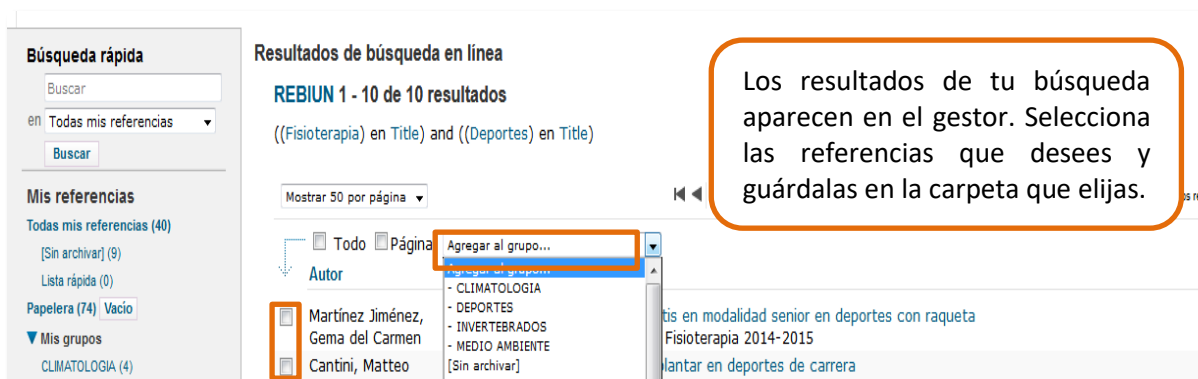 Búsqueda rápida
Buscar
en Todas mis referencias
Buscar
Mis referencias
Todas mis referencias (40)
[Sin archivar] (9)
Lista rápida (0)
Papelera (74) Vacío
Mis grupos
CLIMATOLOGIA (4)
Resultados de búsqueda en línea
REBIUN 1 - 10 de 10 resultados
((Fisioterapia) en Title) and ((Deportes) en Title)
Los resultados de tu búsqueda
aparecen en el gestor. Selecciona
las referencias que desees y
guárdalas en la carpeta que elijas.
Mostrar 50 por página
Todo Página Agregar al grupo...
Autor
Agregar al grupo...
- CLIMATOLOGIA
- DEPORTES
- INVERTEBRADOS
- MEDIO AMBIENTE
[Sin archivar]
Martínez Jiménez,
Gema del Carmen
tis en modalidad senior en deportes con raqueta
Fisioterapia 2014-2015
Cantini, Matteo
plantar en deportes de carrera